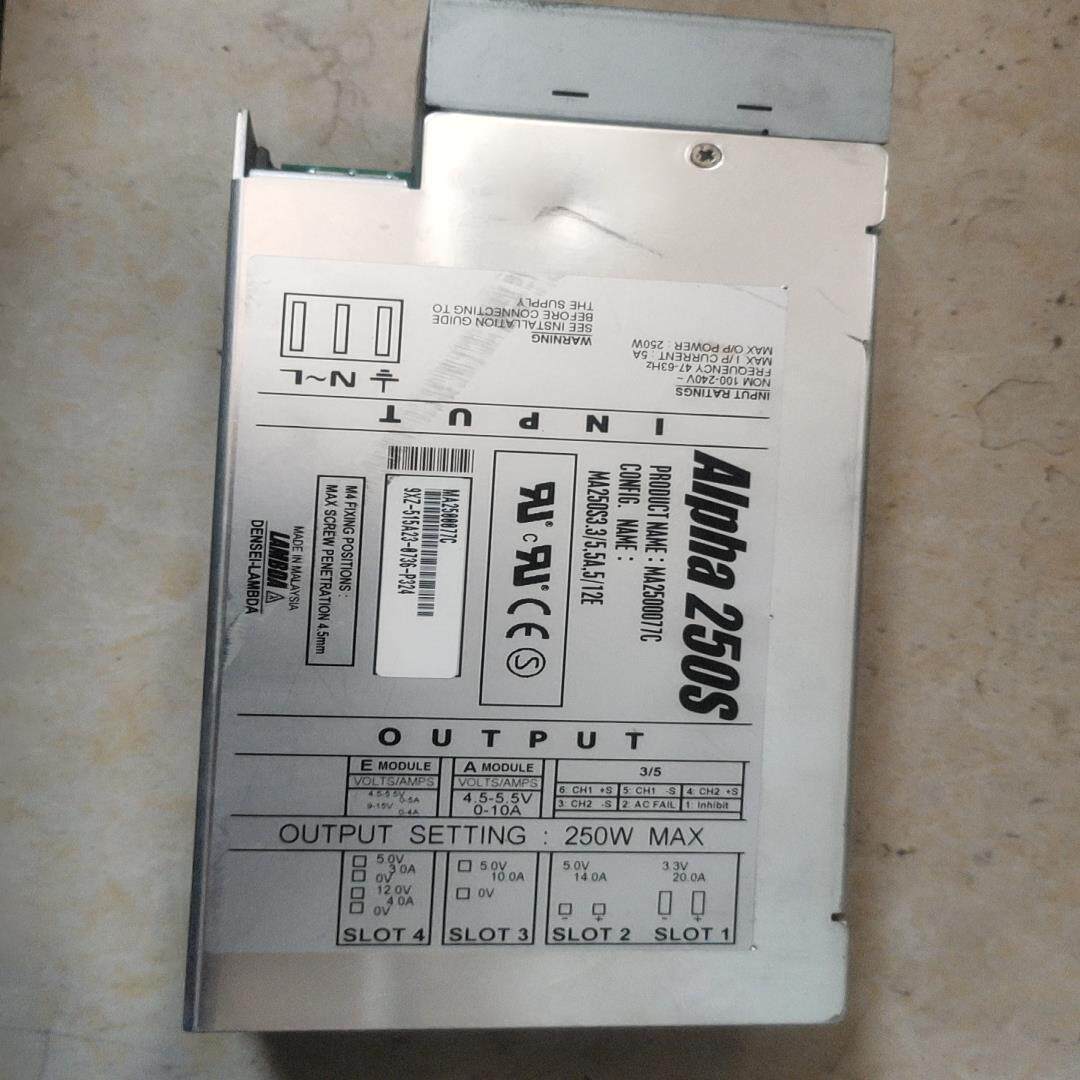 Alpha 250S
PRODUCT NAME : MA2500077C
CONFIG. NAME :
MA250S3.3/5,5A,5/12E
INPUT
INPUT RATINGS
NOM 100-240V ~
FREQUENCY 47-63Hz
MAX I/P CURRENT : 5A
MAX O/P POWER : 250W
WARNING
SEE INSTALLATION GUIDE
BEFORE CONNECTING TO
THE SUPPLY
N~L
MA2500077C
9XZ-515A23-0736-P324
M4 FIXING POSITIONS :
MAX SCREW PENETRATION 4.5mm
MADE IN MALAYSIA
LAMBDA
DENSEI-LAMBDA
OUTPUT
E MODULE
VOLTS/AMPS
4.5-5.5V
0-5A
9-15V
0-4A
A MODULE
VOLTS/AMPS
4.5-5.5V
0-10A
3/5
6: CH1 +S
5: CH1 -S
4: CH2 +S
3: CH2 -S
2: AC FAIL
1: Inhibit
OUTPUT SETTING : 250W MAX
5.0V
3.0A
0V
12.0V
4.0A
0V
SLOT 4
5.0V
10.0A
0V
SLOT 3
5.0V
14.0A
- +
SLOT 2
3.3V
20.0A
- +
SLOT 1